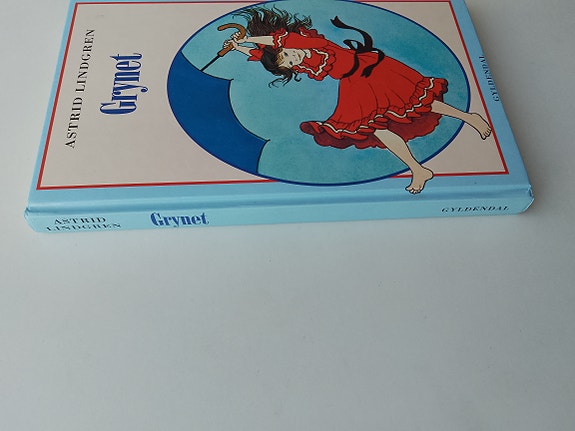 ASTRID LINDGREN
Grynet
GYLDENDAL
ASTRID
LINDGREN
Grynet
GYLDENDAL